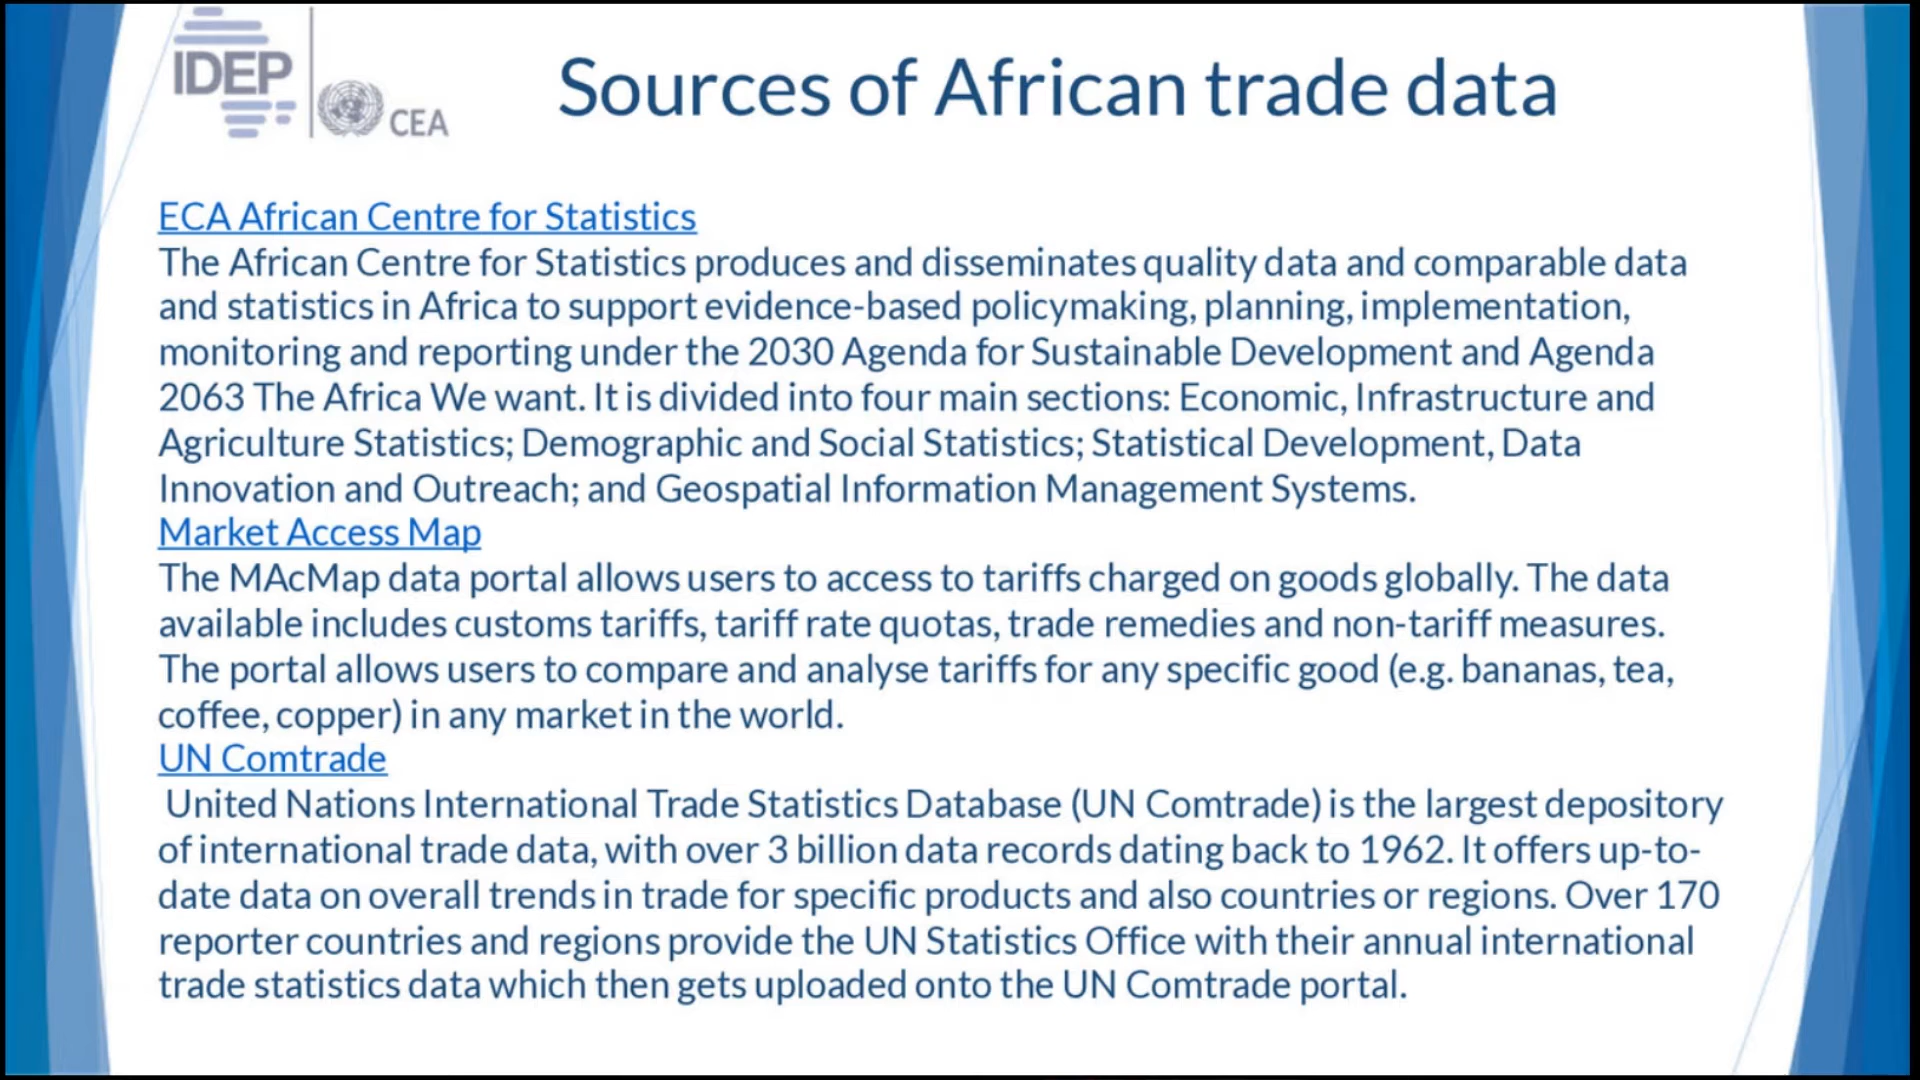 IDEP
CEA
Sources of African trade data
ECA African Centre for Statistics
The African Centre for Statistics produces and disseminates quality data and comparable data
and statistics in Africa to support evidence-based policymaking, planning, implementation,
monitoring and reporting under the 2030 Agenda for Sustainable Development and Agenda
2063 The Africa We want. It is divided into four main sections: Economic, Infrastructure and
Agriculture Statistics; Demographic and Social Statistics; Statistical Development, Data
Innovation and Outreach; and Geospatial Information Management Systems.
Market Access Map
The MAcMap data portal allows users to access to tariffs charged on goods globally. The data
available includes customs tariffs, tariff rate quotas, trade remedies and non-tariff measures.
The portal allows users to compare and analyse tariffs for any specific good (e.g. bananas, tea,
coffee, copper) in any market in the world.
UN Comtrade
United Nations International Trade Statistics Database (UN Comtrade) is the largest depository
of international trade data, with over 3 billion data records dating back to 1962. It offers up-to-
date data on overall trends in trade for specific products and also countries or regions. Over 170
reporter countries and regions provide the UN Statistics Office with their annual international
trade statistics data which then gets uploaded onto the UN Comtrade portal.